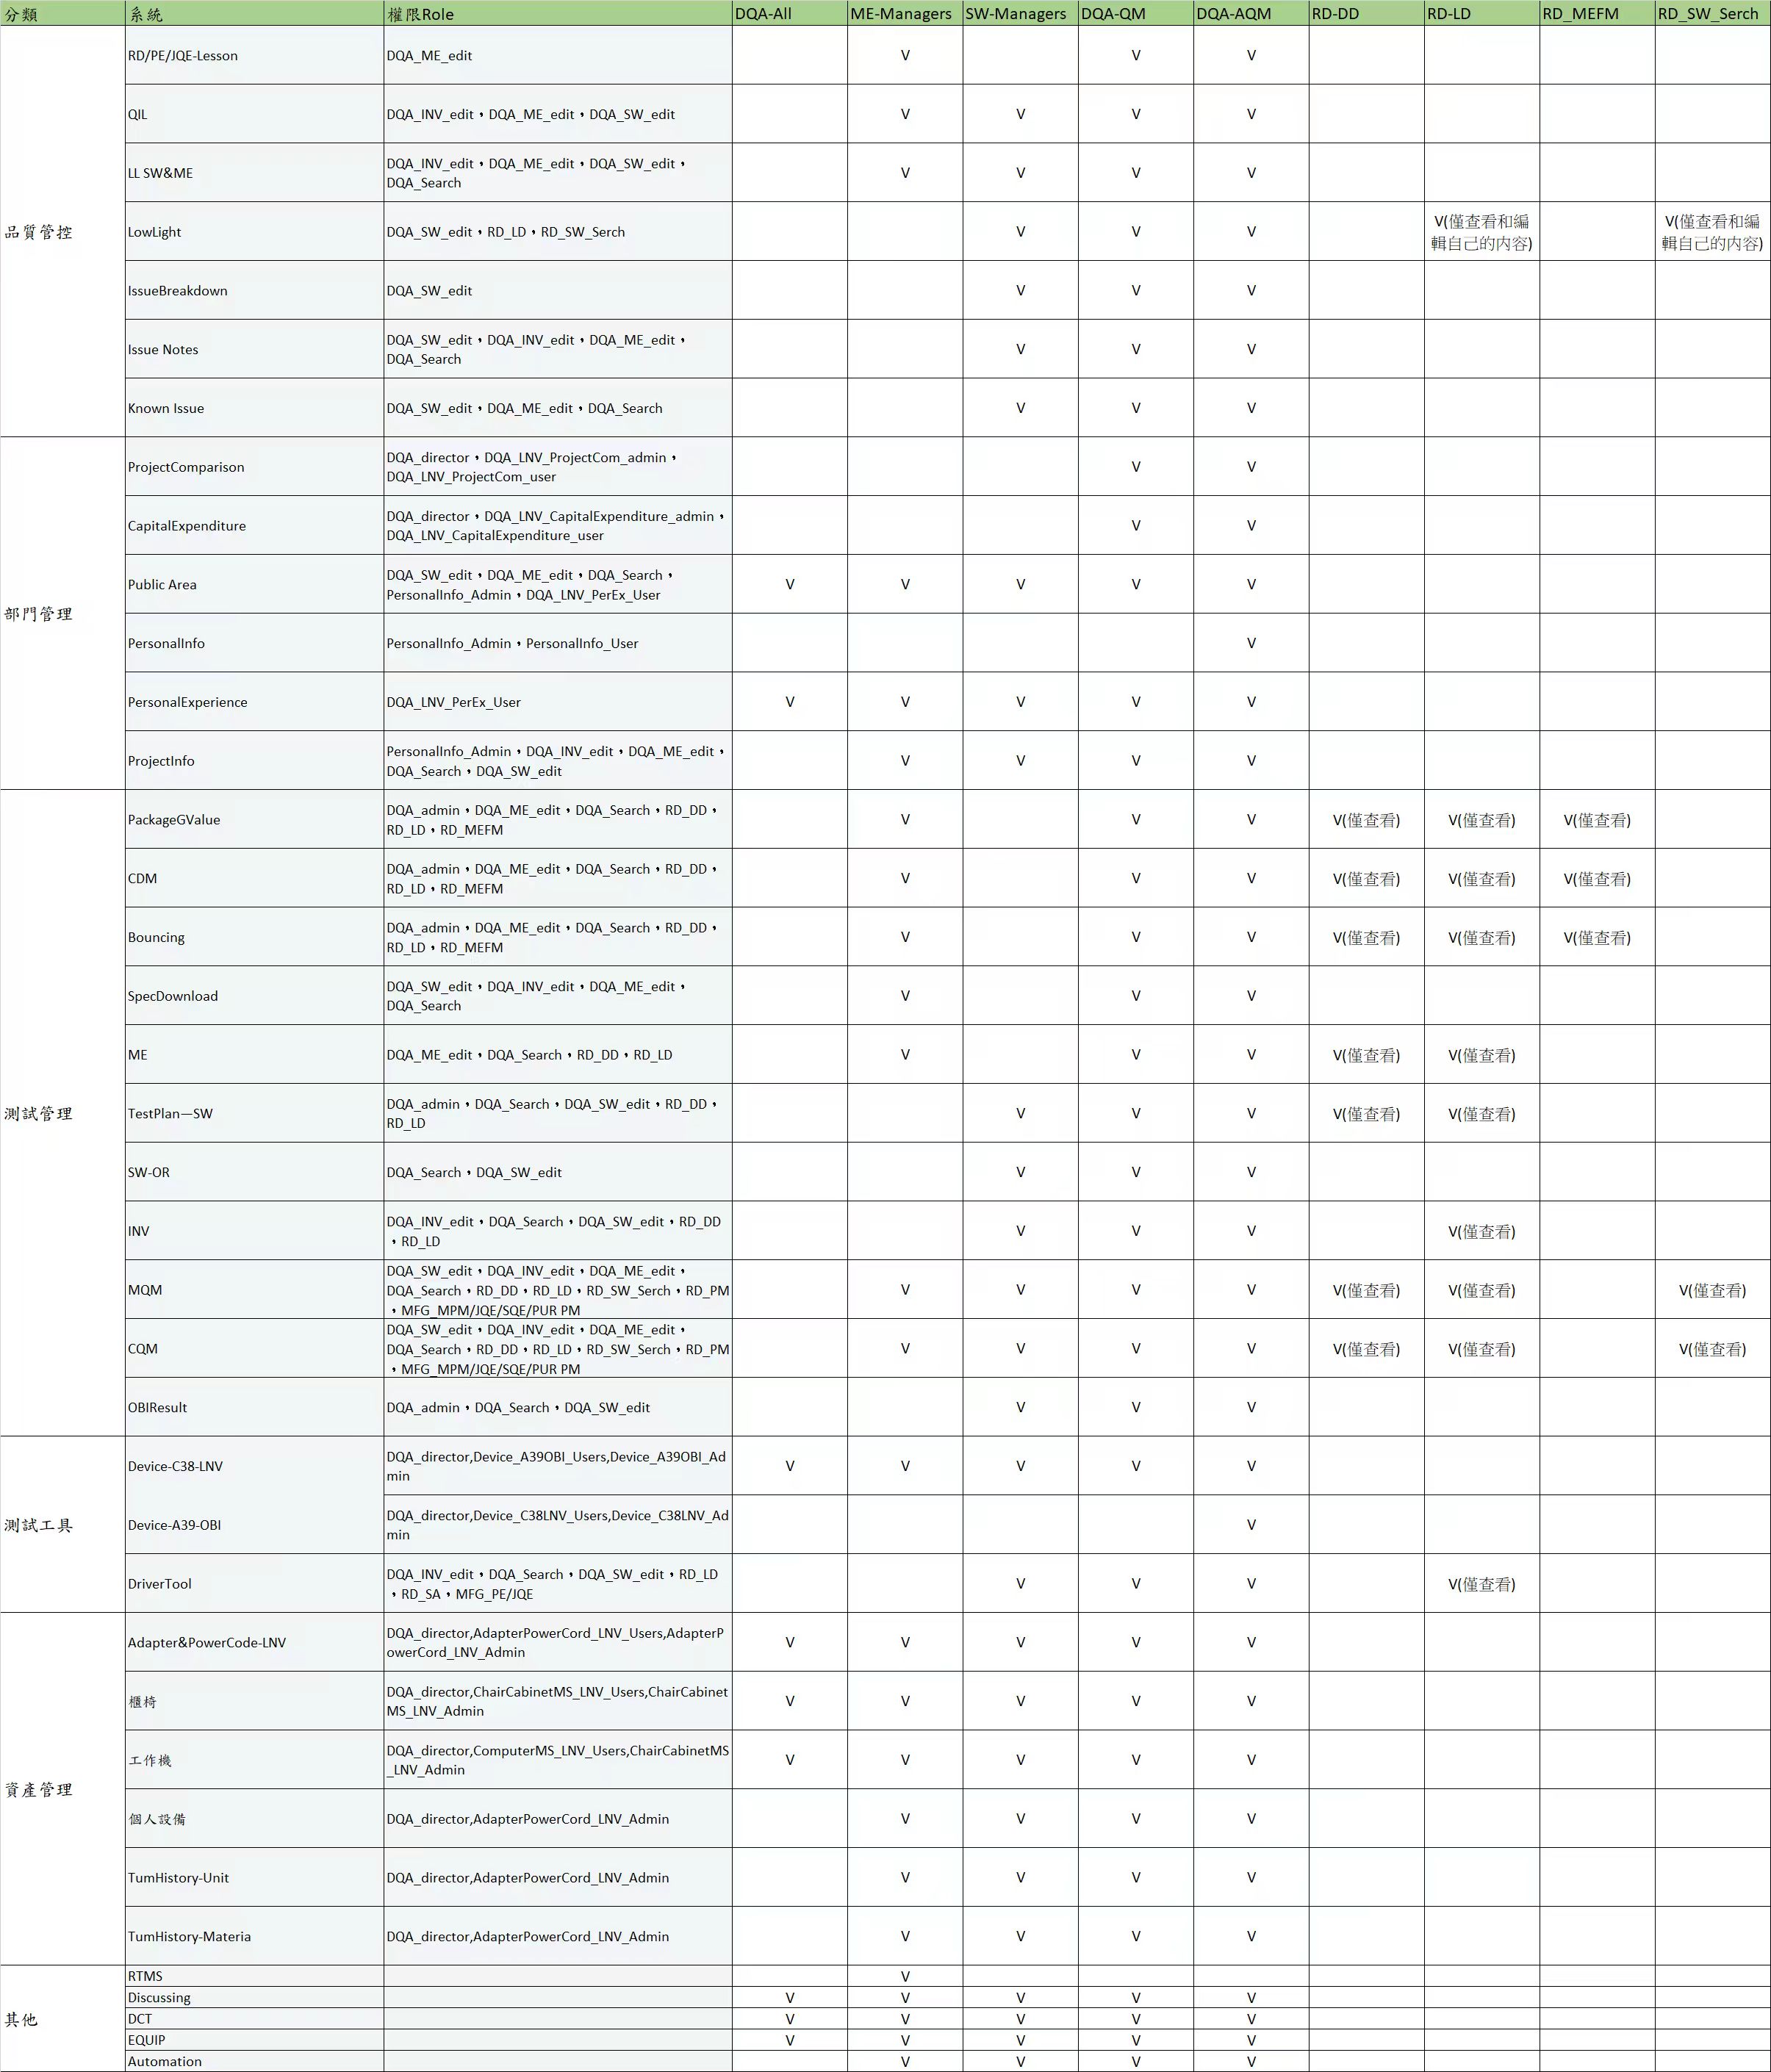 分類 系統 權限Role DQA-All ME-Managers SW-Managers DQA-QM DQA-AQM RD-DD RD-LD RD_MEFM RD_SW_Serch
品質管控
RD/PE/JQE-Lesson DQA_ME_edit V V V
QIL DQA_INV_edit，DQA_ME_edit，DQA_SW_edit V V V V
LL SW&ME DQA_INV_edit，DQA_ME_edit，DQA_SW_edit，
DQA_Search V V V V
LowLight DQA_SW_edit，RD_LD，RD_SW_Serch V V V V(僅查看和編
輯自己的內容) V(僅查看和編
輯自己的內容)
IssueBreakdown DQA_SW_edit V V V
Issue Notes DQA_SW_edit，DQA_INV_edit，DQA_ME_edit，
DQA_Search V V V
Known Issue DQA_SW_edit，DQA_ME_edit，DQA_Search V V V
部門管理
ProjectComparison DQA_director，DQA_LNV_ProjectCom_admin，
DQA_LNV_ProjectCom_user V V
CapitalExpenditure DQA_director，DQA_LNV_CapitalExpenditure_admin，
DQA_LNV_CapitalExpenditure_user V V
Public Area DQA_SW_edit，DQA_ME_edit，DQA_Search，
PersonalInfo_Admin，DQA_LNV_PerEx_User V V V V V
PersonalInfo PersonalInfo_Admin，PersonalInfo_User V
PersonalExperience DQA_LNV_PerEx_User V V V V V
ProjectInfo PersonalInfo_Admin，DQA_INV_edit，DQA_ME_edit，
DQA_Search，DQA_SW_edit V V V V
測試管理
PackageGValue DQA_admin，DQA_ME_edit，DQA_Search，RD_DD，
RD_LD，RD_MEFM V V V V(僅查看) V(僅查看) V(僅查看)
CDM DQA_admin，DQA_ME_edit，DQA_Search，RD_DD，
RD_LD，RD_MEFM V V V V(僅查看) V(僅查看) V(僅查看)
Bouncing DQA_admin，DQA_ME_edit，DQA_Search，RD_DD，
RD_LD，RD_MEFM V V V V(僅查看) V(僅查看) V(僅查看)
SpecDownload DQA_SW_edit，DQA_INV_edit，DQA_ME_edit，
DQA_Search V V V
ME DQA_ME_edit，DQA_Search，RD_DD，RD_LD V V V V(僅查看) V(僅查看)
TestPlan—SW DQA_admin，DQA_Search，DQA_SW_edit，RD_DD，
RD_LD V V V V(僅查看) V(僅查看)
SW-OR DQA_Search，DQA_SW_edit V V V
INV DQA_INV_edit，DQA_Search，DQA_SW_edit，RD_DD
，RD_LD V V V V(僅查看)
MQM DQA_SW_edit，DQA_INV_edit，DQA_ME_edit，
DQA_Search，RD_DD，RD_LD，RD_SW_Serch，RD_PM
，MFG_MPM/JQE/SQE/PUR PM V V V V V(僅查看) V(僅查看) V(僅查看)
CQM DQA_SW_edit，DQA_INV_edit，DQA_ME_edit，
DQA_Search，RD_DD，RD_LD，RD_SW_Serch，RD_PM
，MFG_MPM/JQE/SQE/PUR PM V V V V V(僅查看) V(僅查看) V(僅查看)
OBIResult DQA_admin，DQA_Search，DQA_SW_edit V V V
測試工具
Device-C38-LNV DQA_director,Device_A39OBI_Users,Device_A39OBI_Ad
min V V V V V
Device-A39-OBI DQA_director,Device_C38LNV_Users,Device_C38LNV_Ad
min V
DriverTool DQA_INV_edit，DQA_Search，DQA_SW_edit，RD_LD
，RD_SA，MFG_PE/JQE V V V V(僅查看)
資產管理
Adapter&PowerCode-LNV DQA_director,AdapterPowerCord_LNV_Users,AdapterP
owerCord_LNV_Admin V V V V V
櫃椅 DQA_director,ChairCabinetMS_LNV_Users,ChairCabinet
MS_LNV_Admin V V V V V
工作機 DQA_director,ComputerMS_LNV_Users,ChairCabinetMS
_LNV_Admin V V V V V
個人設備 DQA_director,AdapterPowerCord_LNV_Admin V V V V
TumHistory-Unit DQA_director,AdapterPowerCord_LNV_Admin V V V V
TumHistory-Materia DQA_director,AdapterPowerCord_LNV_Admin V V V V
其他
RTMS V
Discussing V V V V V
DCT V V V V V
EQUIP V V V V V
Automation V V V V